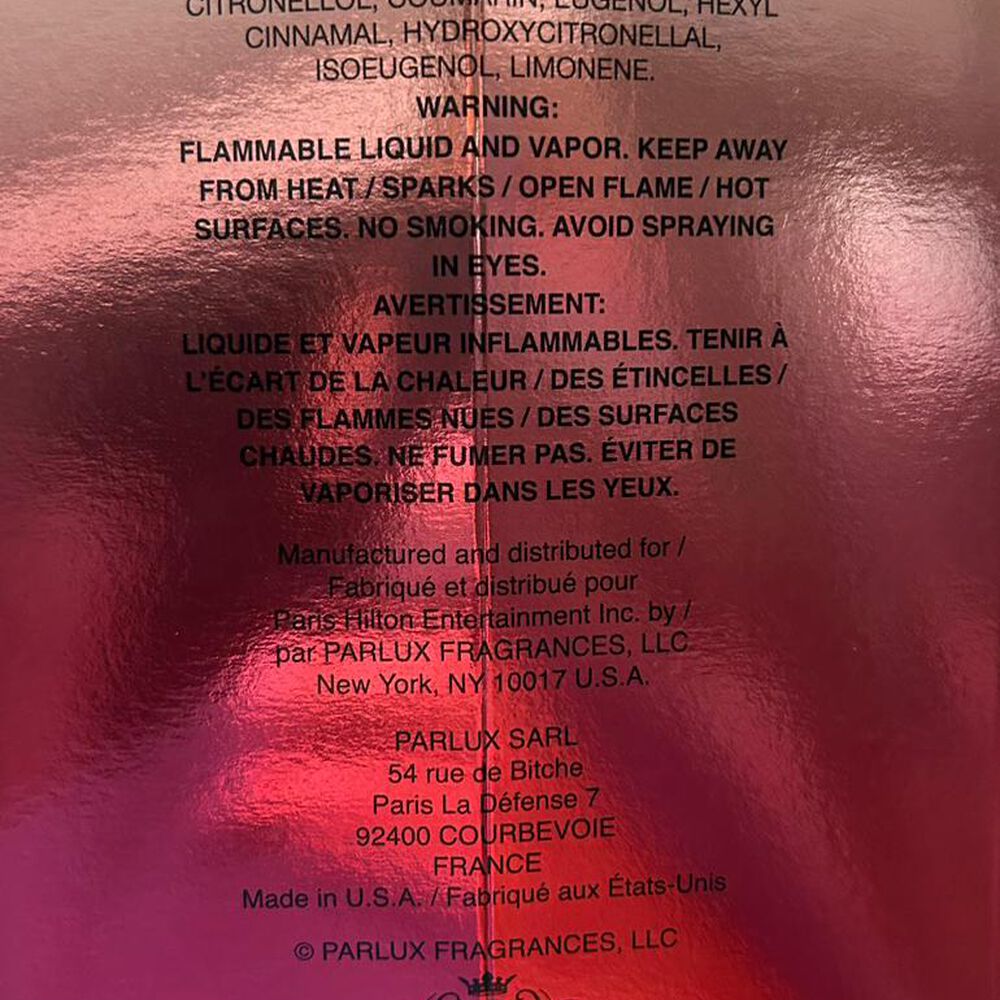 CITRONELLOL, COUMARIN, EUGENOL, HEXYL
CINNAMAL, HYDROXYCITRONELLAL,
ISOEUGENOL, LIMONENE.
WARNING:
FLAMMABLE LIQUID AND VAPOR. KEEP AWAY
FROM HEAT / SPARKS / OPEN FLAME / HOT
SURFACES. NO SMOKING. AVOID SPRAYING
IN EYES.
AVERTISSEMENT:
LIQUIDE ET VAPEUR INFLAMMABLES. TENIR À
L'ÉCART DE LA CHALEUR / DES ÉTINCELLES /
DES FLAMMES NUES / DES SURFACES
CHAUDES. NE FUMER PAS. ÉVITER DE
VAPORISER DANS LES YEUX.
Manufactured and distributed for /
Fabriqué et distribué pour
Paris Hilton Entertainment Inc. by /
par PARLUX FRAGRANCES, LLC
New York, NY 10017 U.S.A.
PARLUX SARL
54 rue de Bitche
Paris La Défense 7
92400 COURBEVOIE
FRANCE
Made in U.S.A. / Fabriqué aux États-Unis
© PARLUX FRAGRANCES, LLC